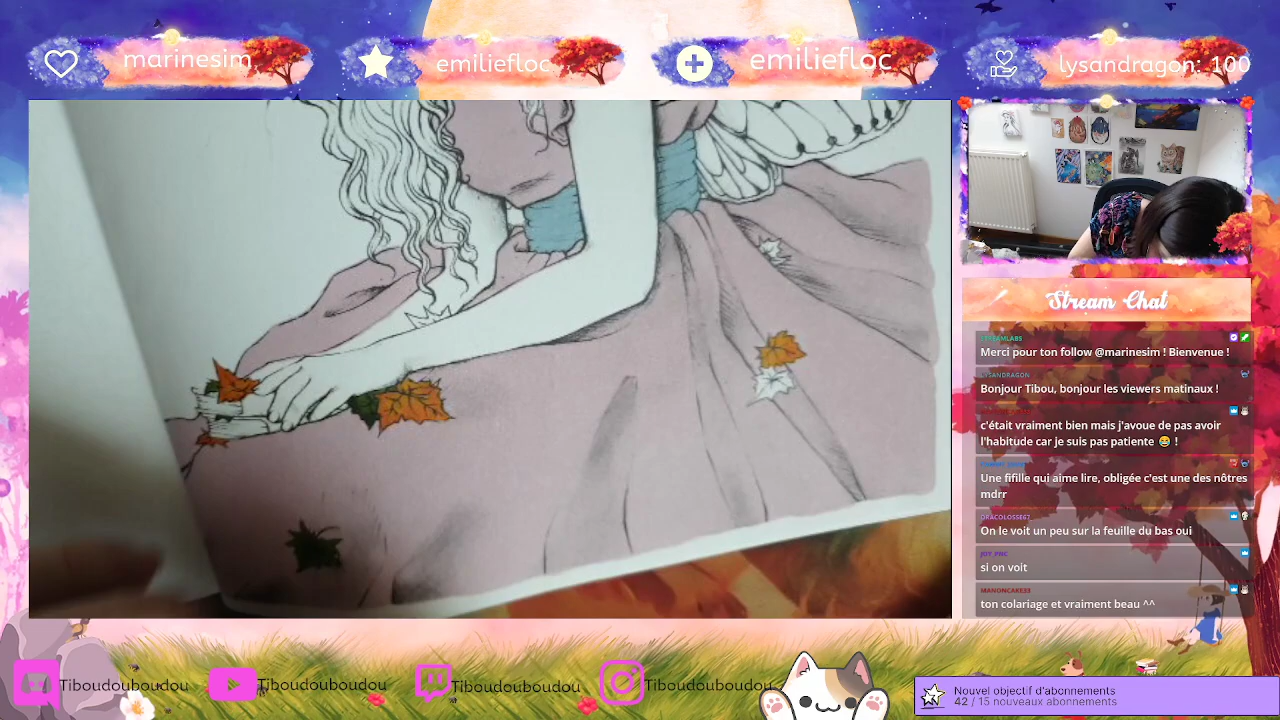 marinesim
emiliefloc
emiliefloc
lysandragon: 100
Stream Chat
Merci pour ton follow @marinesim ! Bienvenue !
LYSANDRAGON
Bonjour Tibou, bonjour les viewers matinaux !
c'était vraiment bien mais j'avoue de pas avoir
l'habitude car je suis pas patiente 😂 !
Une fifille qui aime lire, obligée c'est une des nôtres
mdrr
DRACOLOSSE67
On le voit un peu sur la feuille du bas oui
si on voit
MANONCAKE33
ton colariage et vraiment beau ^^
Tiboudouboudou
Tiboudouboudou
Tiboudouboudou
Tiboudouboudou
Nouvel objectif d'abonnements
42 / 15 nouveaux abonnements